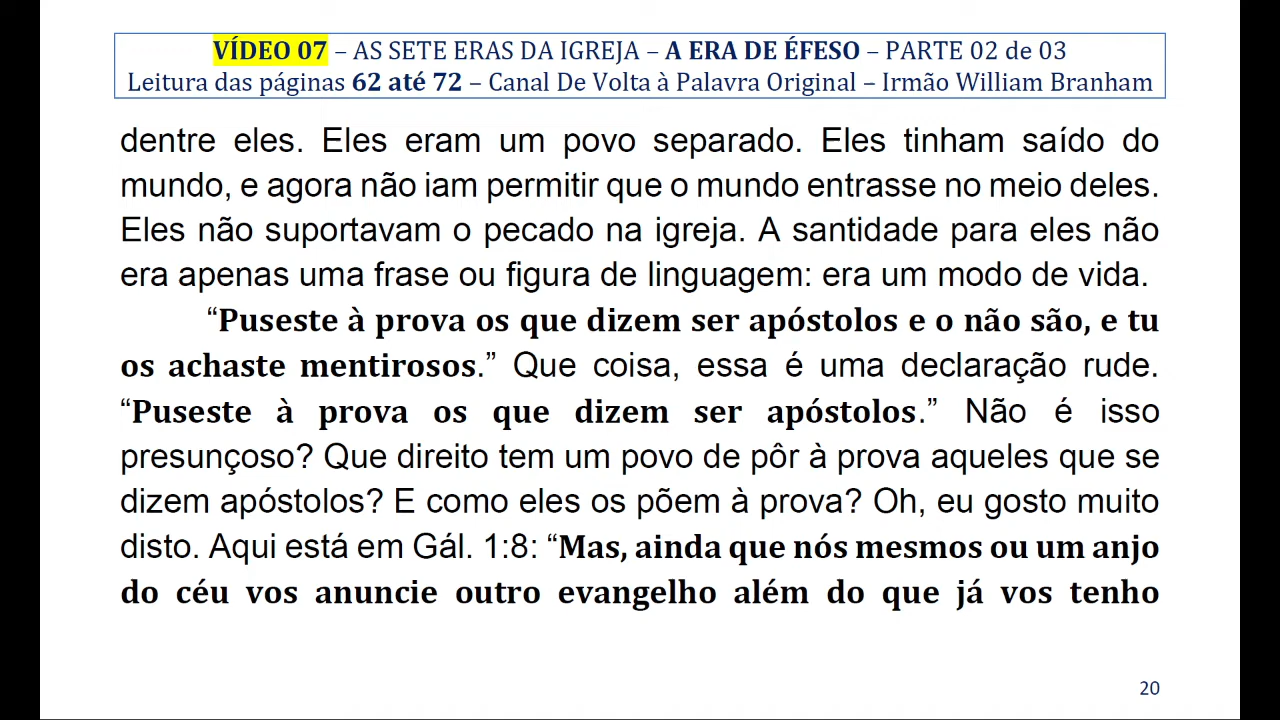 VÍDEO 07 – AS SETE ERAS DA IGREJA – A ERA DE ÉFESO – PARTE 02 de 03
Leitura das páginas 62 até 72 – Canal De Volta à Palavra Original – Irmão William Branham
dentre eles. Eles eram um povo separado. Eles tinham saído do
mundo, e agora não iam permitir que o mundo entrasse no meio deles.
Eles não suportavam o pecado na igreja. A santidade para eles não
era apenas uma frase ou figura de linguagem: era um modo de vida.
“Puseste à prova os que dizem ser apóstolos e o não são, e tu
os achaste mentirosos.” Que coisa, essa é uma declaração rude.
“Puseste à prova os que dizem ser apóstolos.” Não é isso
presunçoso? Que direito tem um povo de pôr à prova aqueles que se
dizem apóstolos? E como eles os põem à prova? Oh, eu gosto muito
disto. Aqui está em Gál. 1:8: “Mas, ainda que nós mesmos ou um anjo
do céu vos anuncie outro evangelho além do que já vos tenho
20